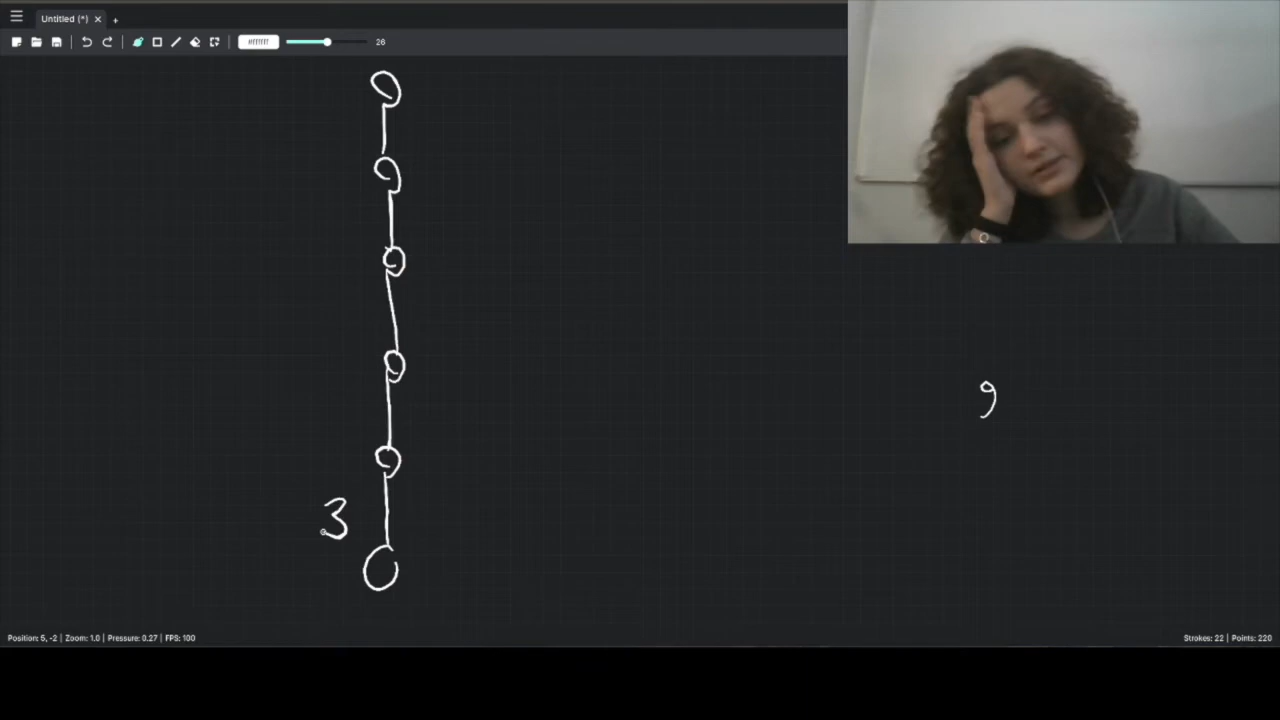 Untitled (*) × +
#ffffff 26
9
3
Position: 5, -2 | Zoom: 1.0 | Pressure: 0.27 | FPS: 100
Strokes: 22 | Points: 220